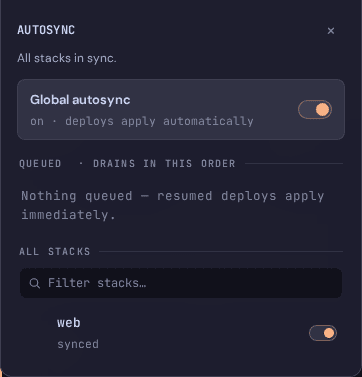 AUTOSYNC ×
All stacks in sync.
Global autosync
on · deploys apply automatically
QUEUED · DRAINS IN THIS ORDER
Nothing queued — resumed deploys apply
immediately.
ALL STACKS
Filter stacks…
web
synced